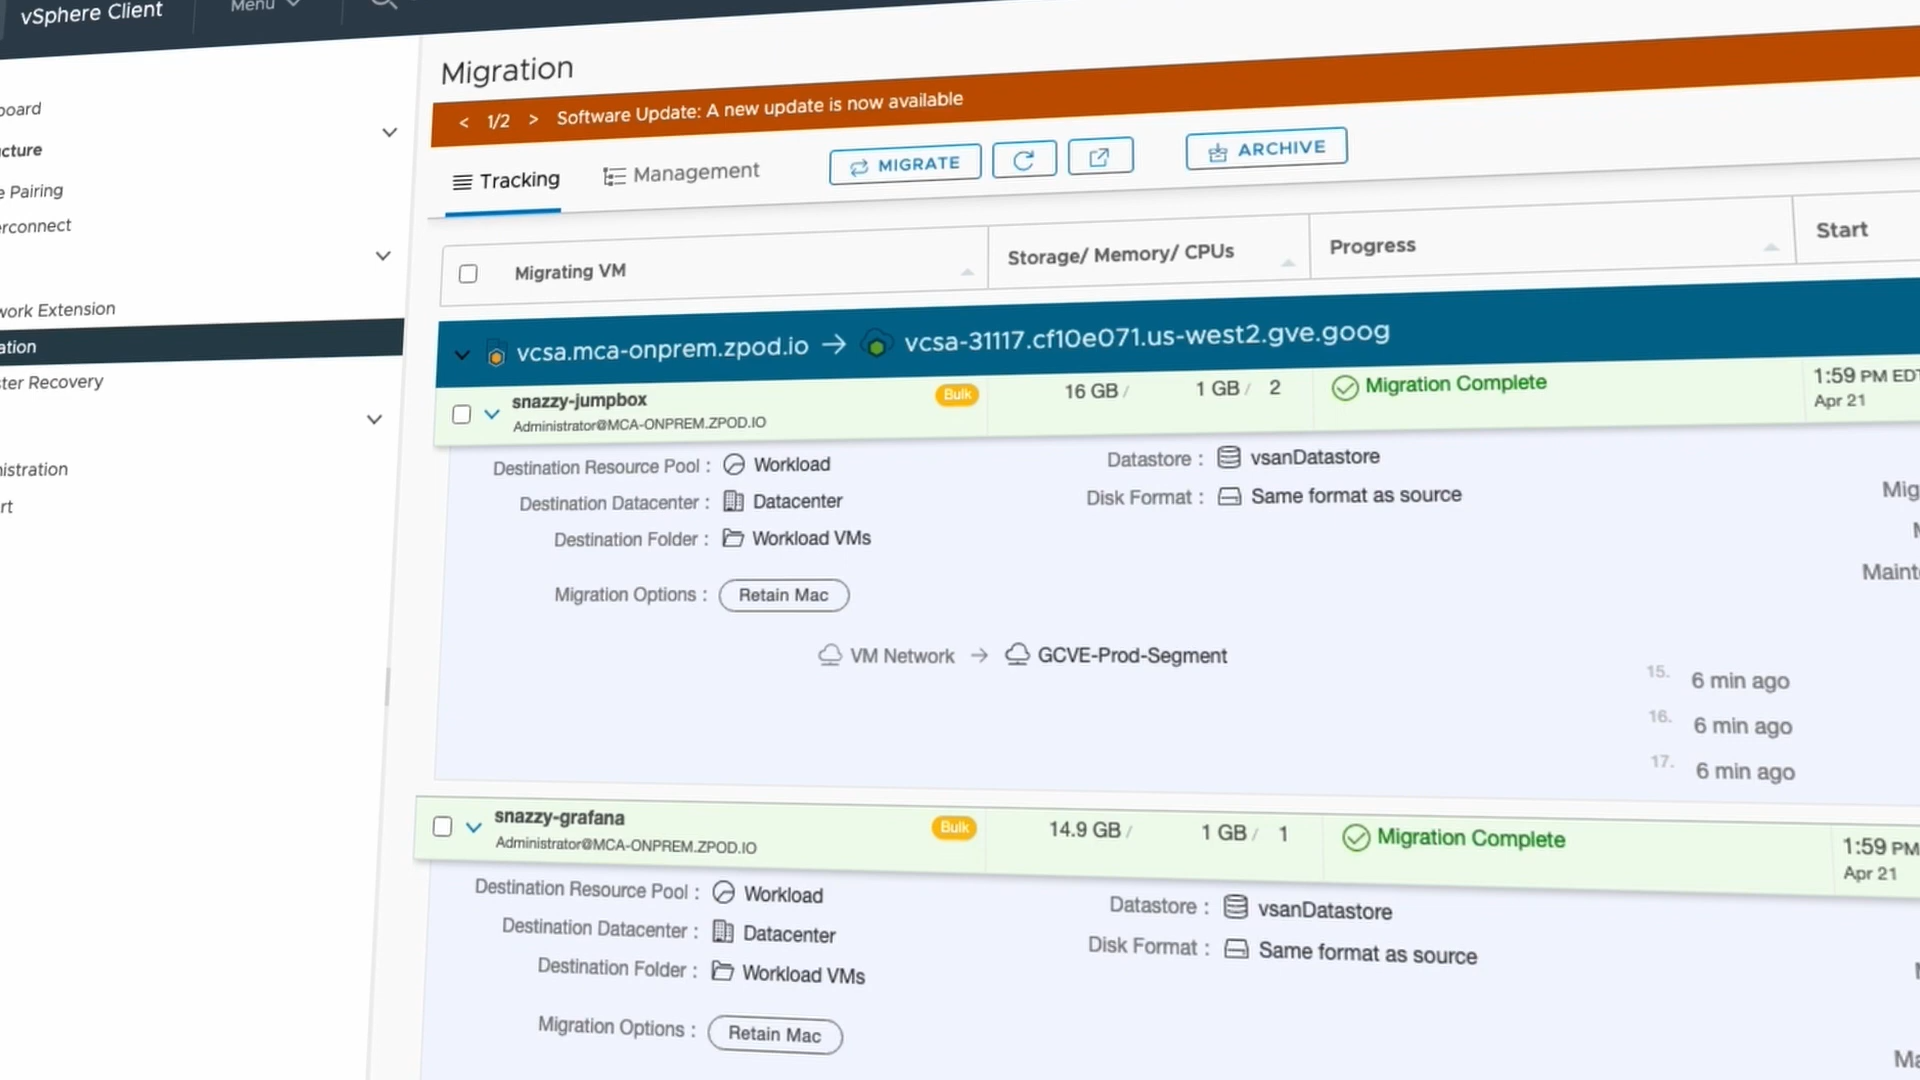 vSphere Client
Menu
Migration
< 1/2 > Software Update: A new update is now available
Tracking
Management
MIGRATE
ARCHIVE
Migrating VM
Storage/ Memory/ CPUs
Progress
Start
vcsa.mca-onprem.zpod.io → vcsa-31117.cf10e071.us-west2.gve.goog
snazzy-jumpbox
Administrator@MCA-ONPREM.ZPOD.IO
Bulk
16 GB / 1 GB / 2
Migration Complete
1:59 PM EDT
Apr 21
Destination Resource Pool : Workload
Destination Datacenter : Datacenter
Destination Folder : Workload VMs
Datastore : vsanDatastore
Disk Format : Same format as source
Migration Options : Retain Mac
VM Network → GCVE-Prod-Segment
Mig
Maint
15. 6 min ago
16. 6 min ago
17. 6 min ago
snazzy-grafana
Administrator@MCA-ONPREM.ZPOD.IO
Bulk
14.9 GB / 1 GB / 1
Migration Complete
1:59 PM
Apr 21
Destination Resource Pool : Workload
Destination Datacenter : Datacenter
Destination Folder : Workload VMs
Datastore : vsanDatastore
Disk Format : Same format as source
Migration Options : Retain Mac
Ma
board
cture
e Pairing
erconnect
work Extension
ation
ster Recovery
nistration
rt